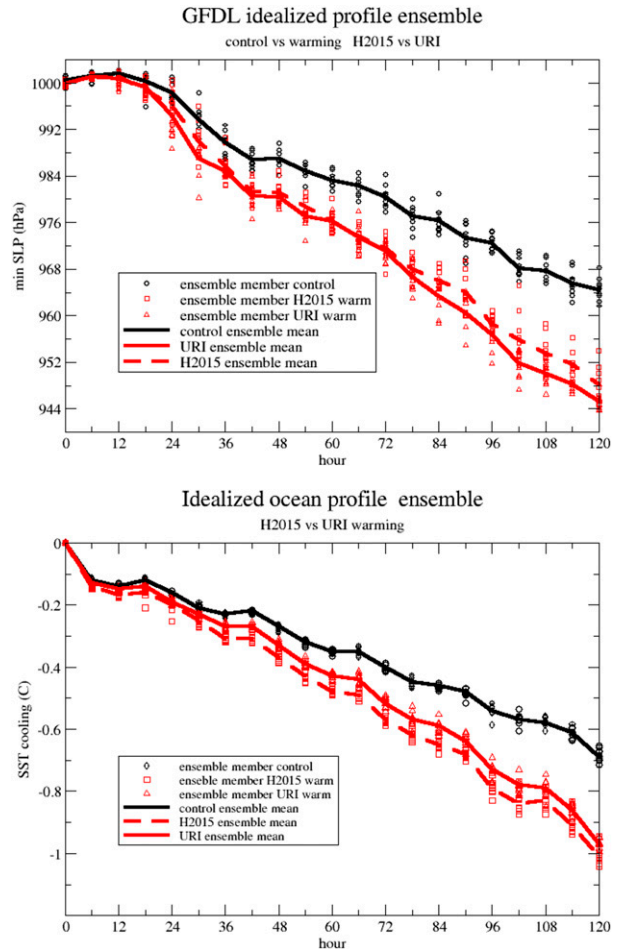 GFDL idealized profile ensemble
control vs warming H2015 vs URI
1000
992
984
976
968
960
952
944
min SLP (hPa)
ensemble member control
ensemble member H2015 warm
ensemble member URI warm
control ensemble mean
URI ensemble mean
H2015 ensemble mean
0 12 24 36 48 60 72 84 96 108 120
hour
Idealized ocean profile ensemble
H2015 vs URI warming
0
-0.2
-0.4
-0.6
-0.8
-1
SST cooling (C)
ensemble member control
enseble member H2015 warm
ensemble member URI warm
control ensemble mean
H2015 ensemble mean
URI ensemble mean
0 12 24 36 48 60 72 84 96 108 120
hour